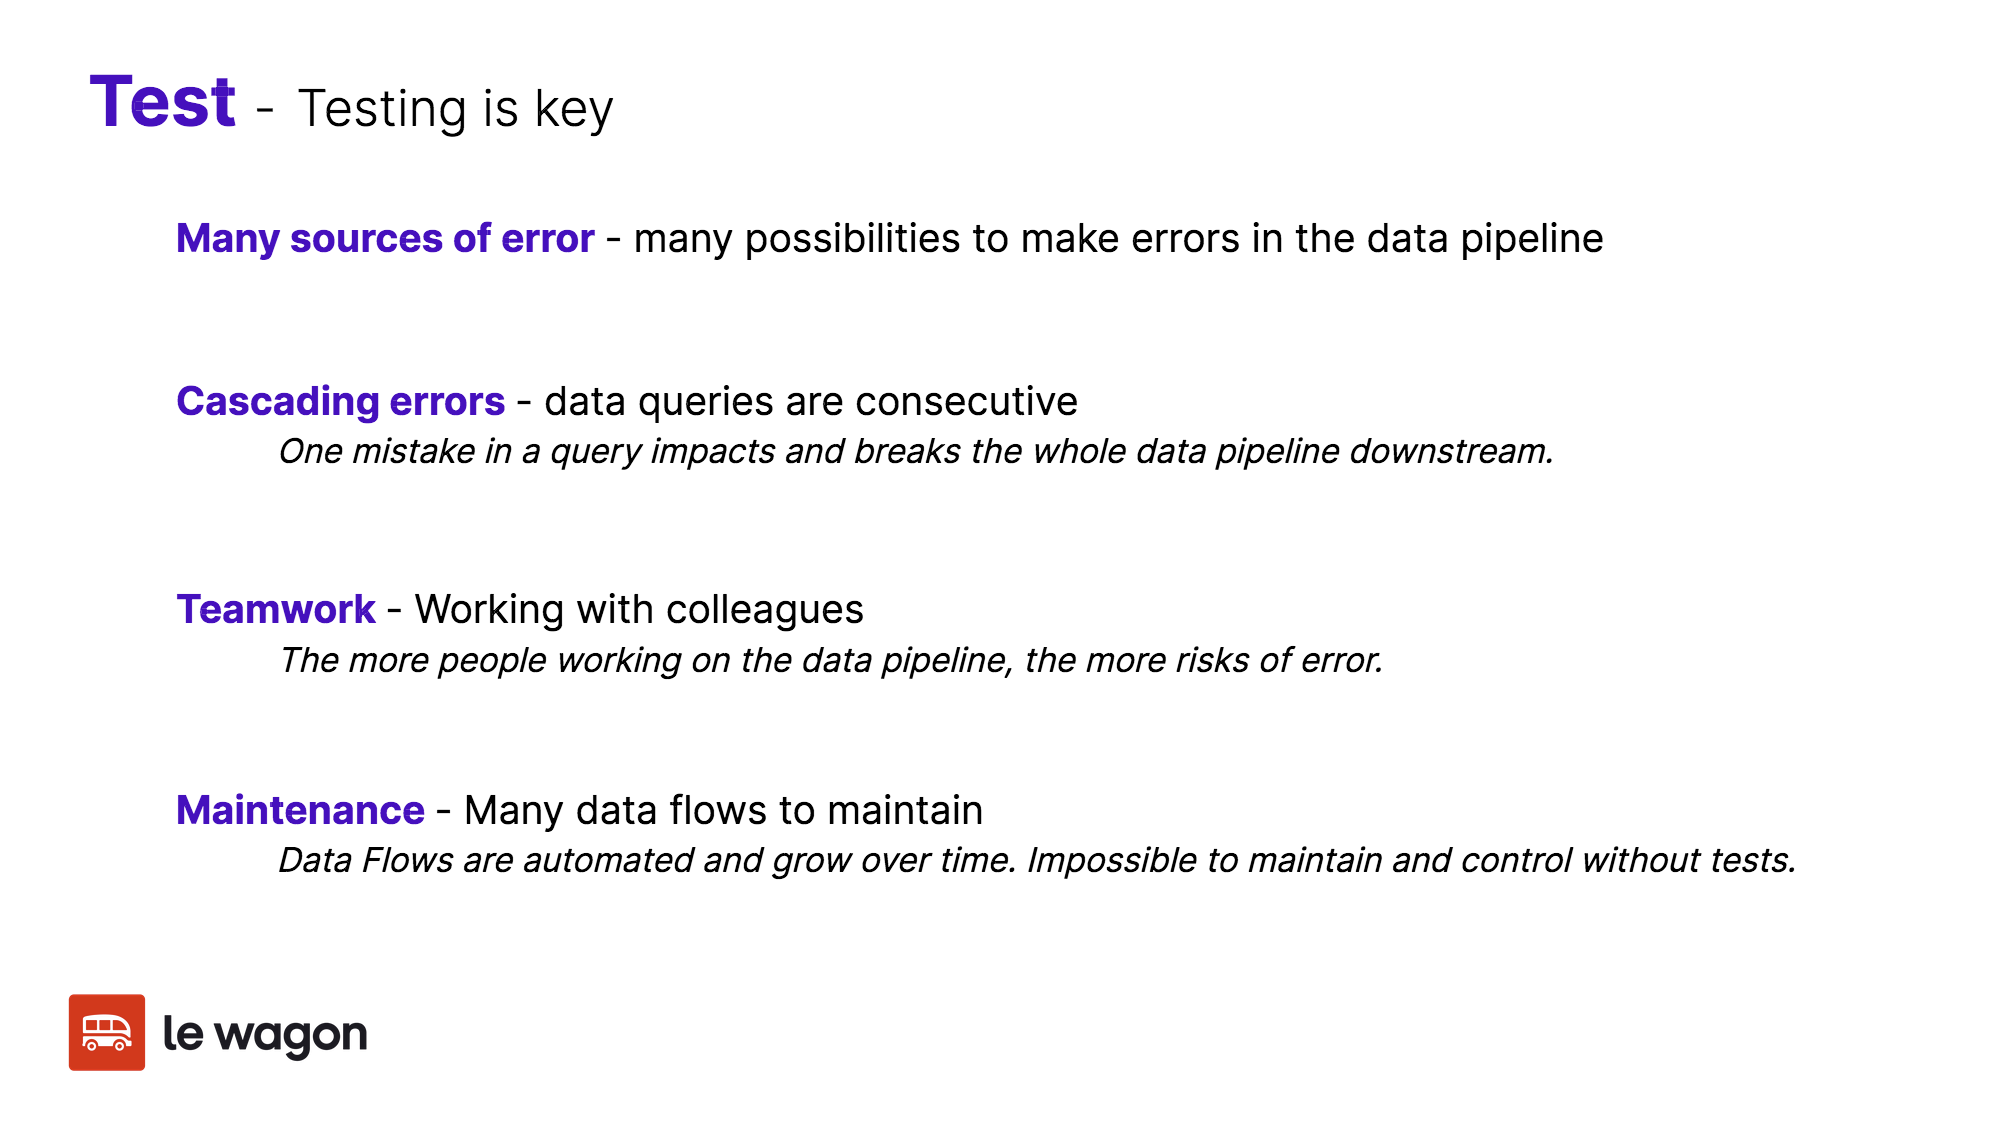 Test - Testing is key
Many sources of error - many possibilities to make errors in the data pipeline
Cascading errors - data queries are consecutive
One mistake in a query impacts and breaks the whole data pipeline downstream.
Teamwork - Working with colleagues
The more people working on the data pipeline, the more risks of error.
Maintenance - Many data flows to maintain
Data Flows are automated and grow over time. Impossible to maintain and control without tests.
le wagon